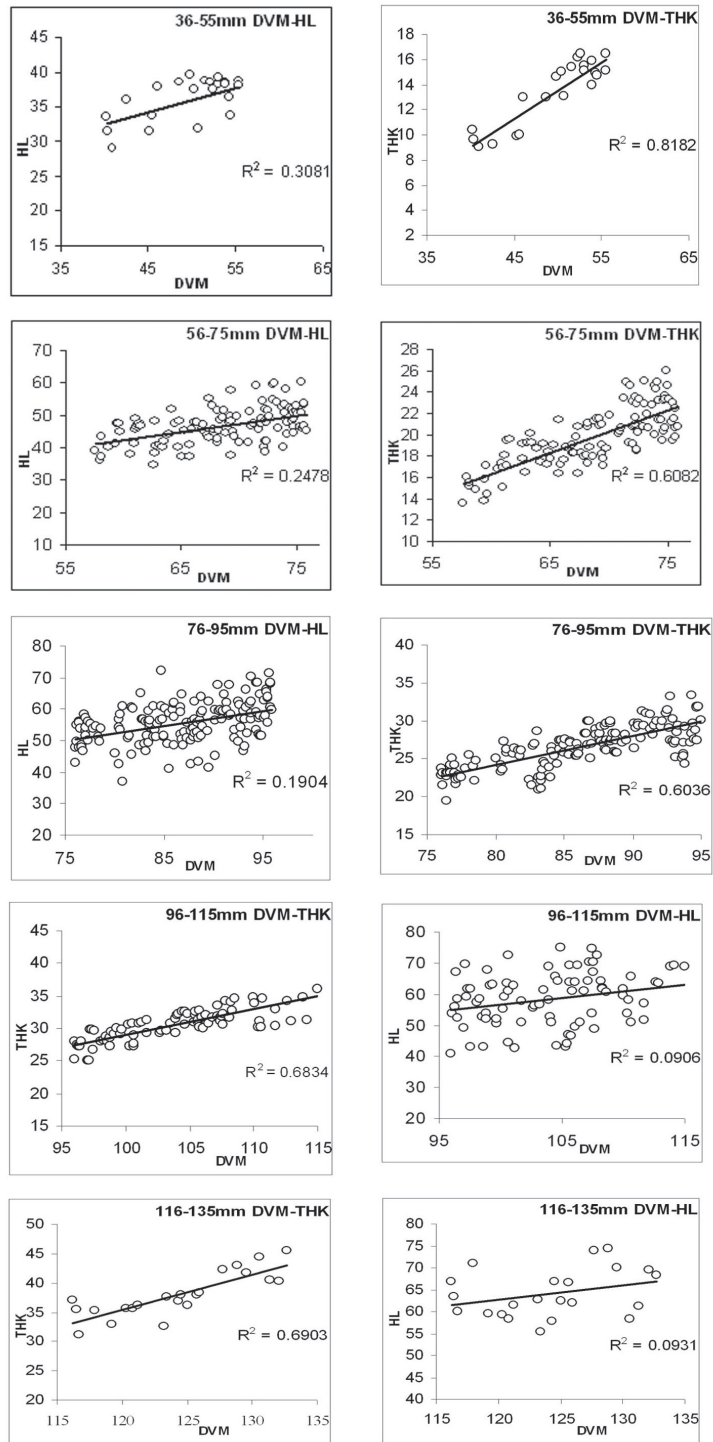 36-55mm DVM-HL
45
40
35
30
25
20
15
HL
R² = 0.3081
35 45 55 65
DVM
36-55mm DVM-THK
18
16
14
12
10
8
6
4
2
THK
R² = 0.8182
35 45 55 65
DVM
56-75mm DVM-HL
70
60
50
40
30
20
10
HL
R² = 0.2478
55 65 75
DVM
56-75mm DVM-THK
28
26
24
22
20
18
16
14
12
10
THK
R² = 0.6082
55 65 75
DVM
76-95mm DVM-HL
80
70
60
50
40
30
20
HL
R² = 0.1904
75 85 95
DVM
76-95mm DVM-THK
40
35
30
25
20
15
THK
R² = 0.6036
75 80 85 90 95
DVM
96-115mm DVM-THK
45
40
35
30
25
20
15
THK
R² = 0.6834
95 100 105 110 115
DVM
96-115mm DVM-HL
80
70
60
50
40
30
20
HL
R² = 0.0906
95 105 115
DVM
116-135mm DVM-THK
50
45
40
35
30
25
20
THK
R² = 0.6903
115 120 125 130 135
DVM
116-135mm DVM-HL
80
75
70
65
60
55
50
45
40
HL
R² = 0.0931
115 120 125 130 135
DVM